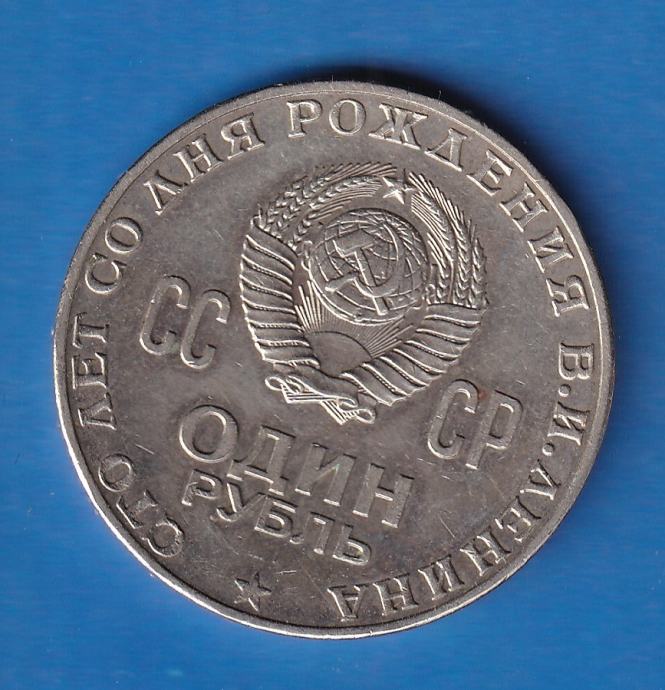 СТО ЛЕТ СО ДНЯ РОЖДЕНИЯ В.И.ЛЕНИНА
СС СР
ОДИН
РУБЛЬ